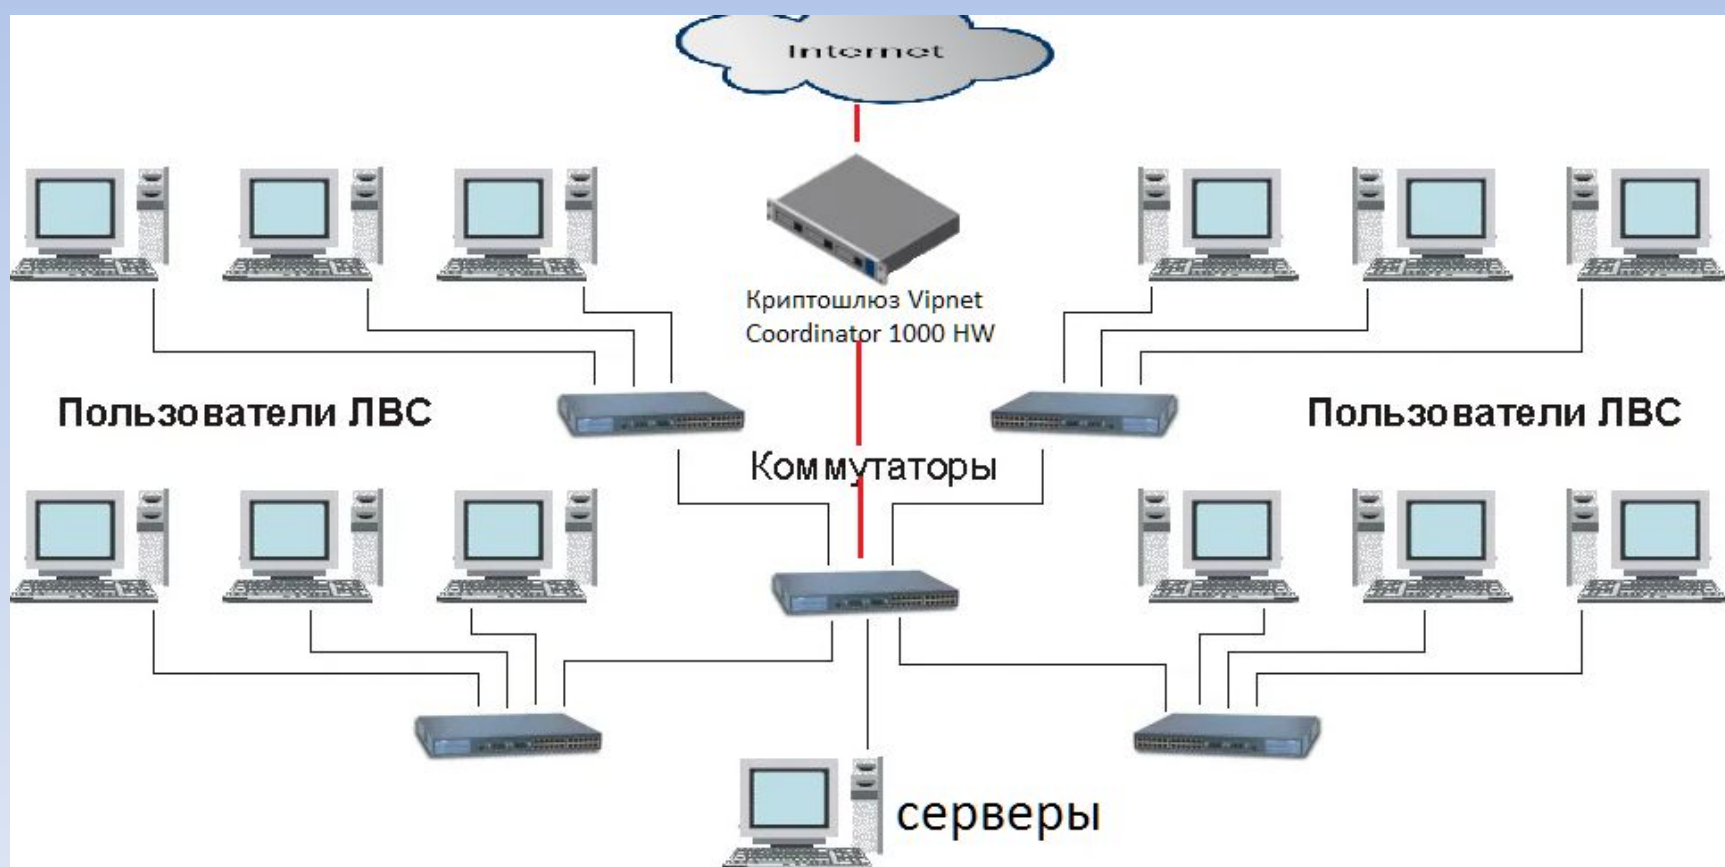 Internet
Криптошлюз Vipnet
Coordinator 1000 HW
Пользователи ЛВС
Пользователи ЛВС
Коммутаторы
серверы